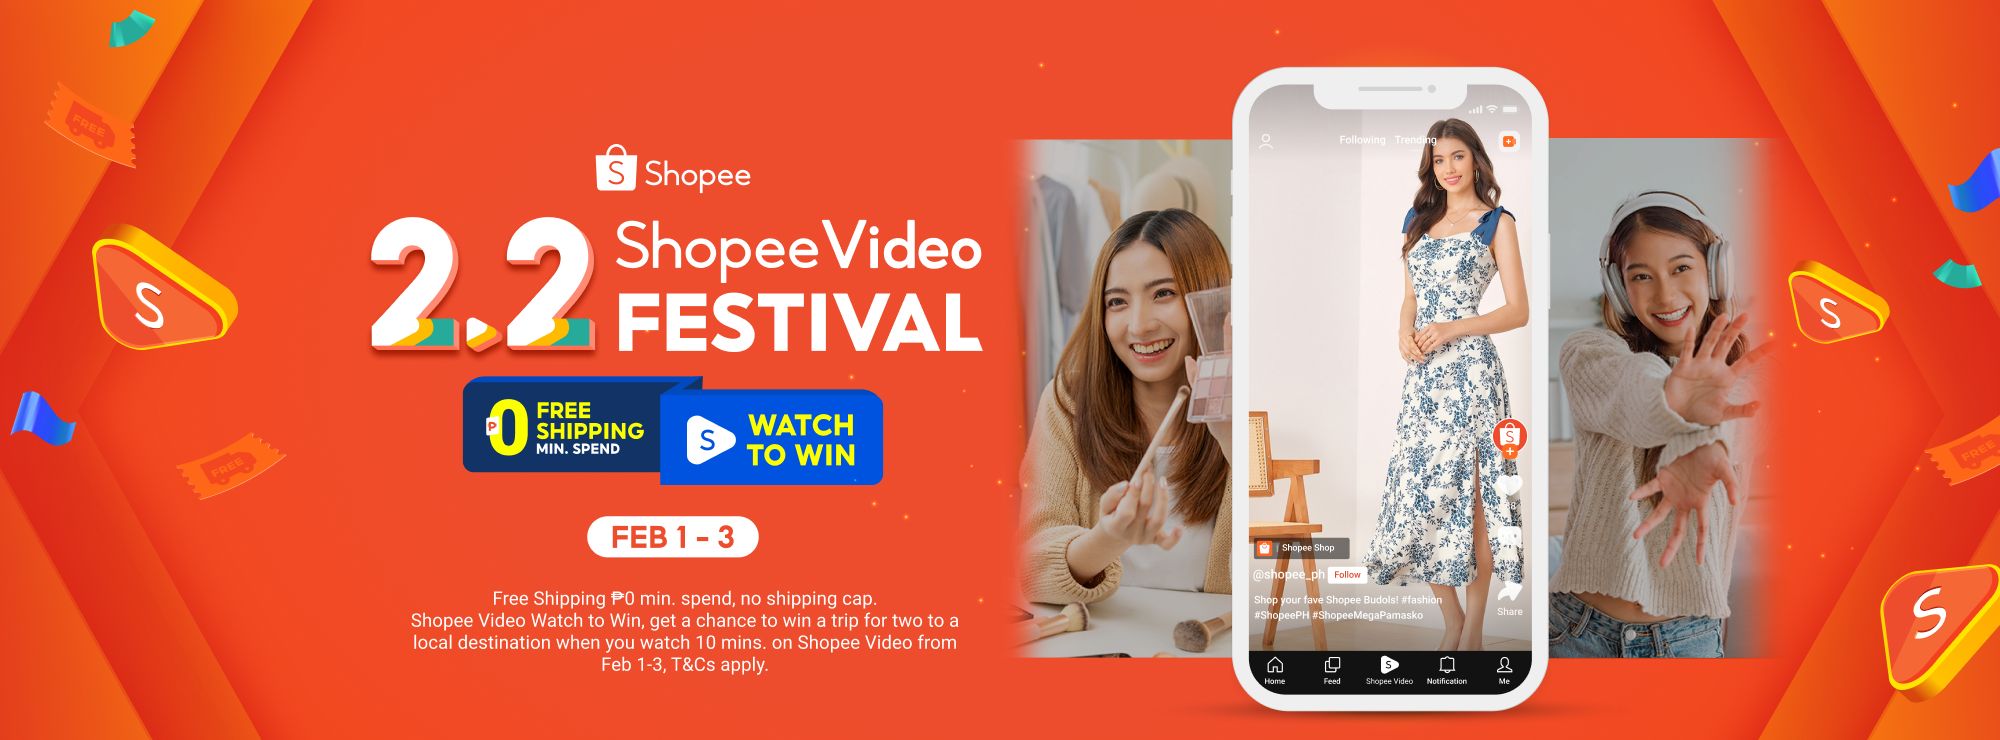 FREE
Shopee
2.2
ShopeeVideo
FESTIVAL
₱0
FREE
SHIPPING
MIN. SPEND
WATCH
TO WIN
FEB 1 - 3
Free Shipping ₱0 min. spend, no shipping cap.
Shopee Video Watch to Win, get a chance to win a trip for two to a
local destination when you watch 10 mins. on Shopee Video from
Feb 1-3, T&Cs apply.
FREE
Following Trending
Shopee Shop
@shopee_ph Follow
Shop your fave Shopee Budols! #fashion
#ShopeePH #ShopeeMegaPamasko
Share
Home Feed Shopee Video Notification Me
FREE